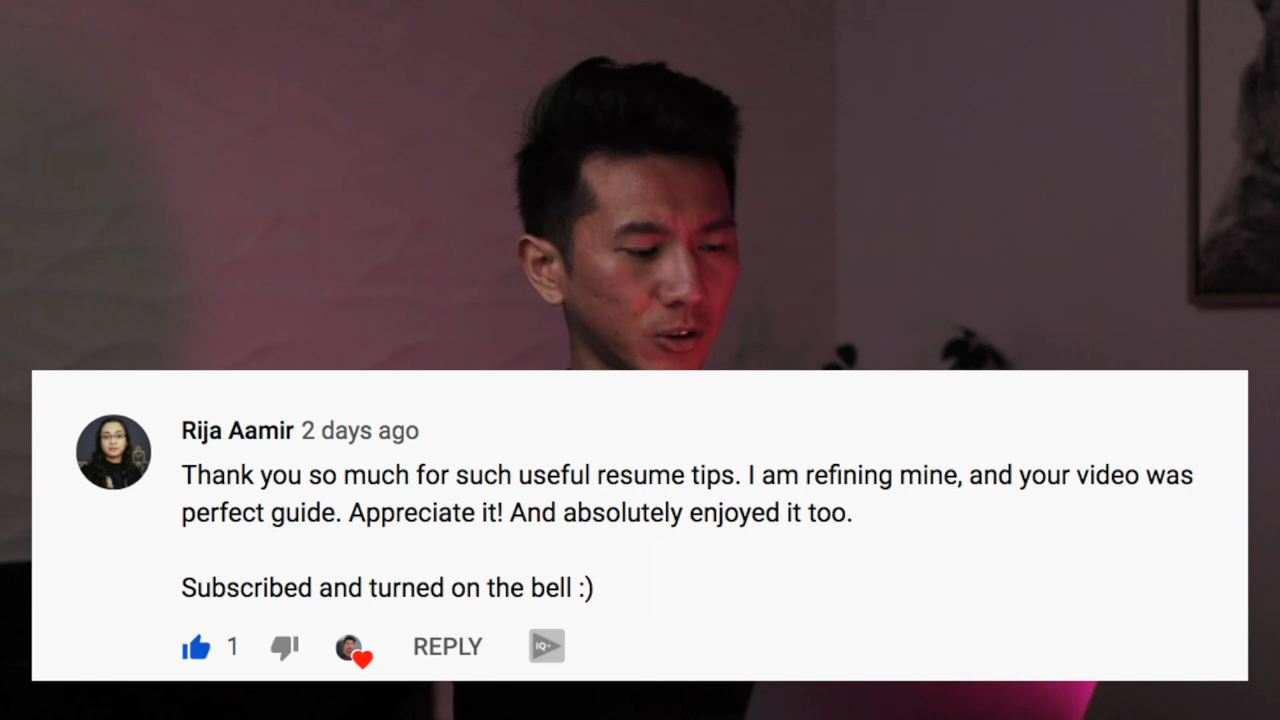 Rija Aamir 2 days ago
Thank you so much for such useful resume tips. I am refining mine, and your video was
perfect guide. Appreciate it! And absolutely enjoyed it too.
Subscribed and turned on the bell :)
1 REPLY IQ+